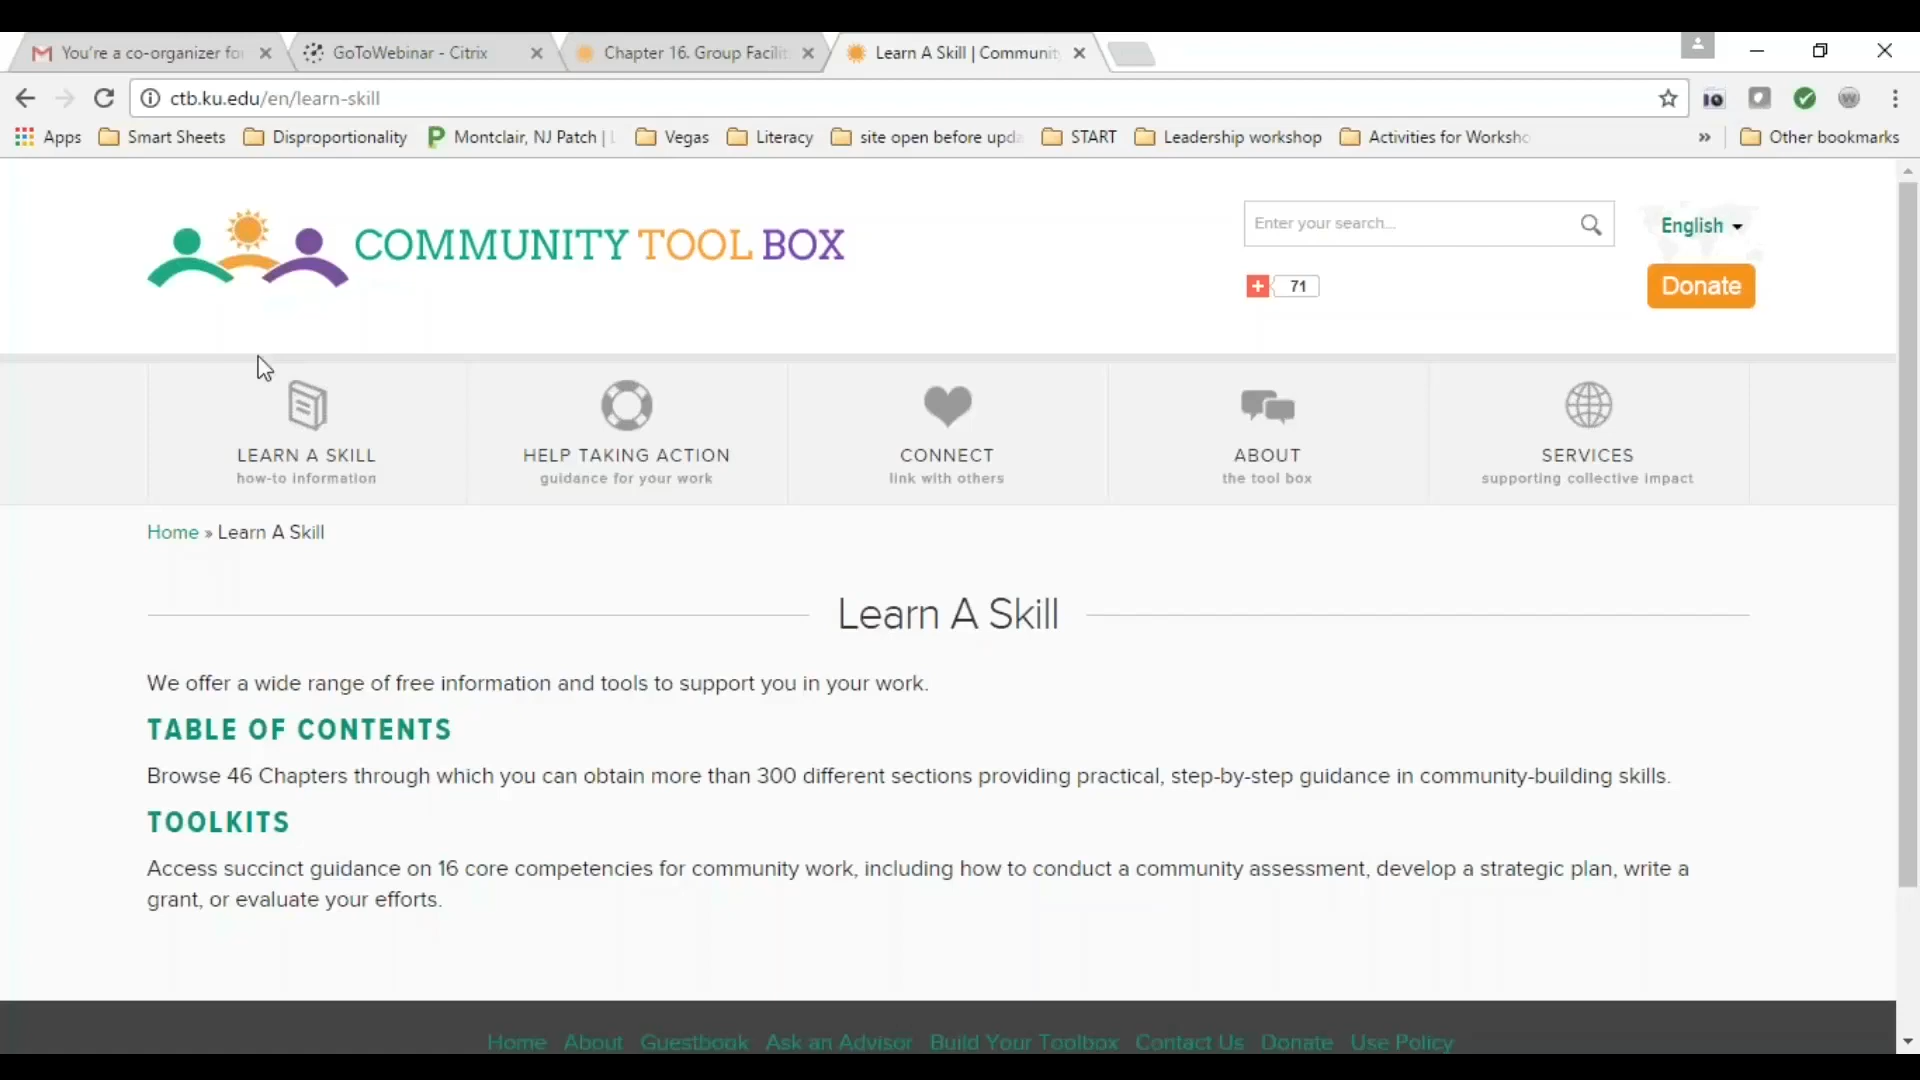 You're a co-organizer fo
GoToWebinar - Citrix
Chapter 16. Group Facilit
Learn A Skill | Communit
ctb.ku.edu/en/learn-skill
Apps Smart Sheets Disproportionality Montclair, NJ Patch | Vegas Literacy site open before upda START Leadership workshop Activities for Worksho » Other bookmarks
COMMUNITY TOOL BOX
Enter your search...
English
+ 71
Donate
LEARN A SKILL
how-to information
HELP TAKING ACTION
guidance for your work
CONNECT
link with others
ABOUT
the tool box
SERVICES
supporting collective impact
Home » Learn A Skill
Learn A Skill
We offer a wide range of free information and tools to support you in your work.
TABLE OF CONTENTS
Browse 46 Chapters through which you can obtain more than 300 different sections providing practical, step-by-step guidance in community-building skills.
TOOLKITS
Access succinct guidance on 16 core competencies for community work, including how to conduct a community assessment, develop a strategic plan, write a
grant, or evaluate your efforts.
Home About Guestbook Ask an Advisor Build Your Toolbox Contact Us Donate Use Policy